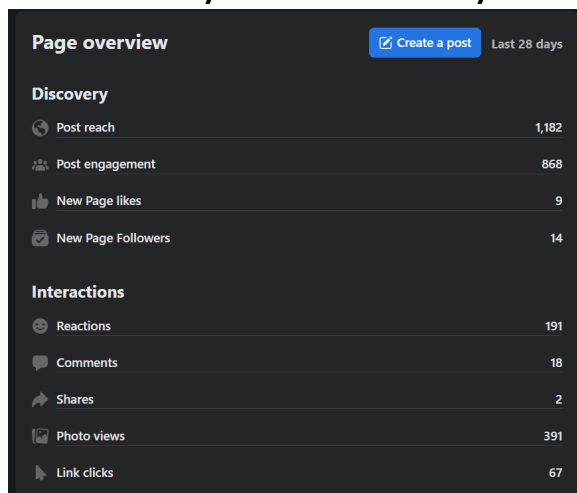 Page overview Create a post Last 28 days
Discovery
Post reach 1,182
Post engagement 868
New Page likes 9
New Page Followers 14
Interactions
Reactions 191
Comments 18
Shares 2
Photo views 391
Link clicks 67